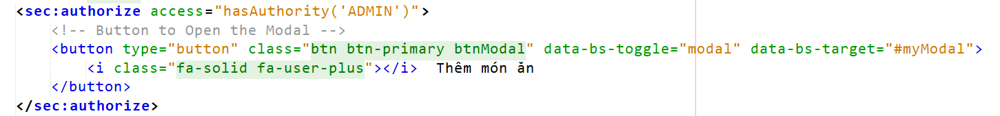 <sec:authorize access="hasAuthority('ADMIN')">
<!-- Button to Open the Modal -->
<button type="button" class="btn btn-primary btnModal" data-bs-toggle="modal" data-bs-target="#myModal">
<i class="fa-solid fa-user-plus"></i>  Thêm món ăn
</button>
</sec:authorize>